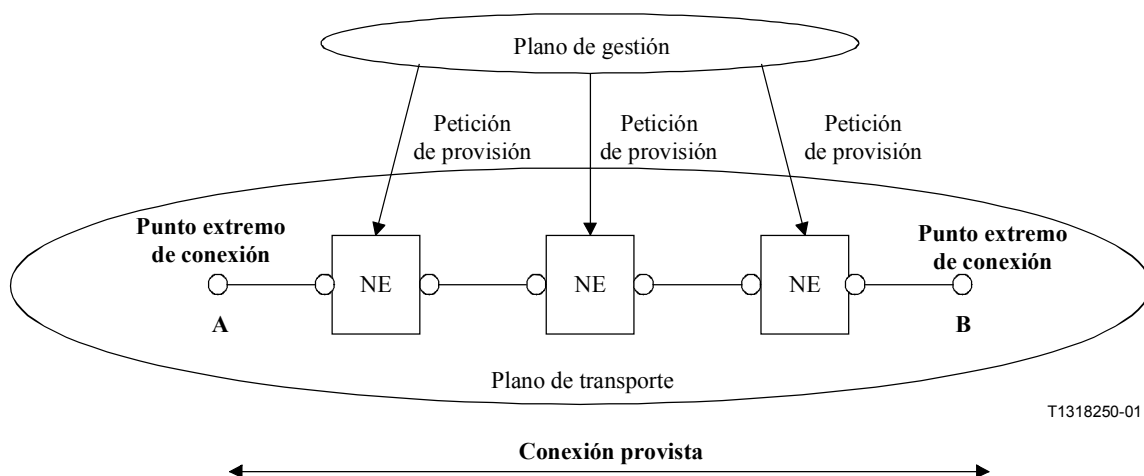 Plano de gestión
Petición
de provisión
Petición
de provisión
Petición
de provisión
Punto extremo
de conexión
Punto extremo
de conexión
NE
NE
NE
A
B
Plano de transporte
T1318250-01
Conexión provista